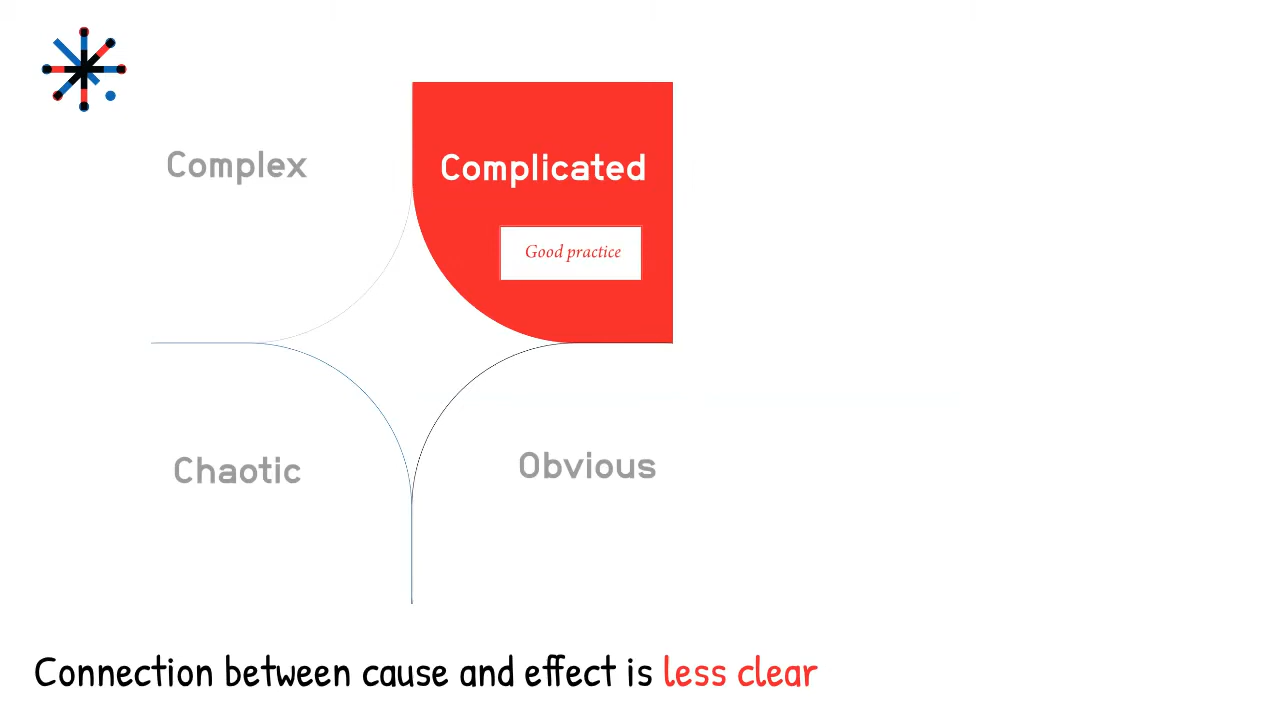 Complex
Complicated
Good practice
Chaotic
Obvious
Connection between cause and effect is less clear